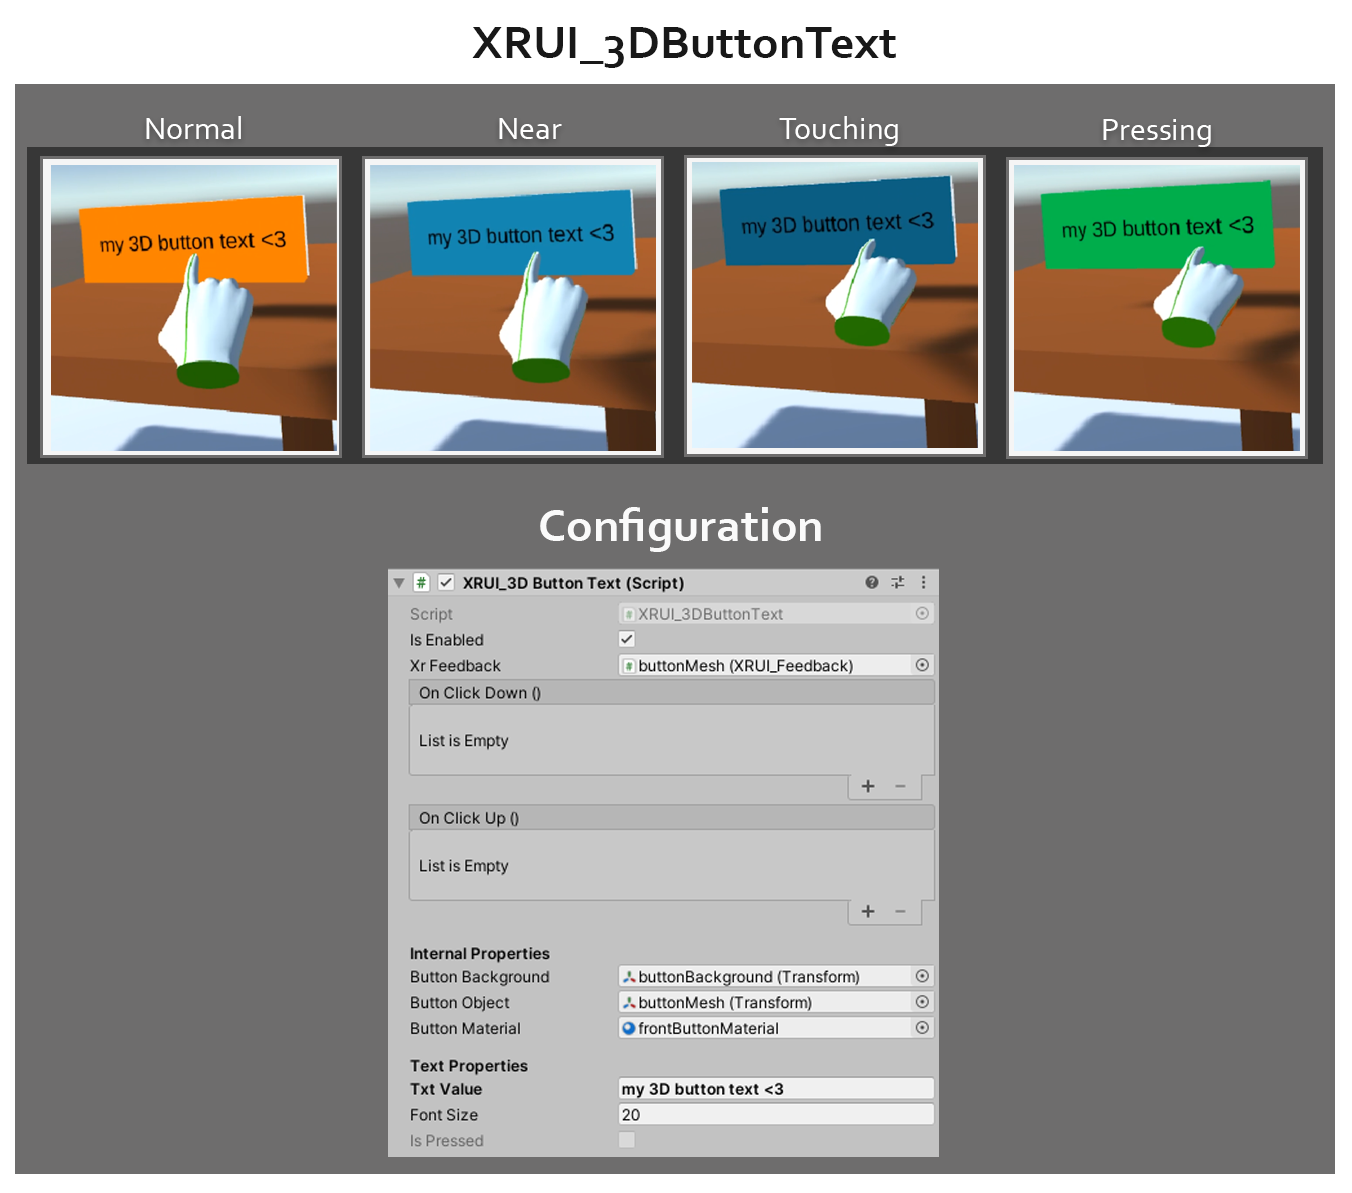 XRUI_3DButtonText
Normal Near Touching Pressing
my 3D button text <3 my 3D button text <3 my 3D button text <3 my 3D button text <3
Configuration
# XRUI_3D Button Text (Script)
Script # XRUI_3DButtonText
Is Enabled
Xr Feedback # buttonMesh (XRUI_Feedback)
On Click Down ()
List is Empty
+ −
On Click Up ()
List is Empty
+ −
Internal Properties
Button Background buttonBackground (Transform)
Button Object buttonMesh (Transform)
Button Material frontButtonMaterial
Text Properties
Txt Value my 3D button text <3
Font Size 20
Is Pressed